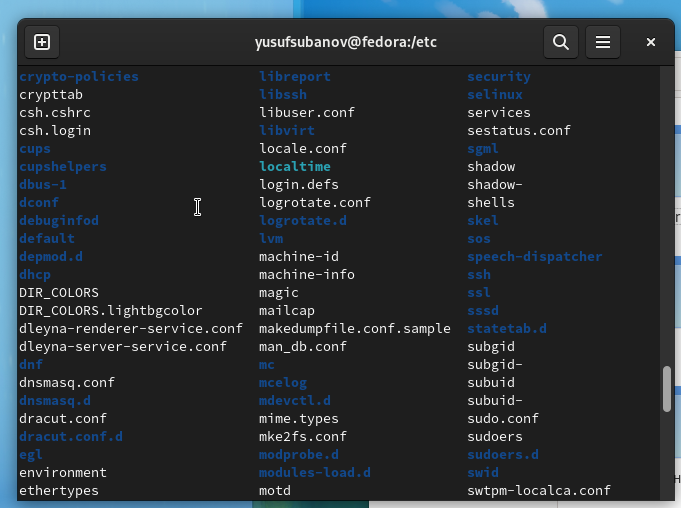 yusufsubanov@fedora:/etc
crypto-policies libreport security
crypttab libssh selinux
csh.cshrc libuser.conf services
csh.login libvirt sestatus.conf
cups locale.conf sgml
cupshelpers localtime shadow
dbus-1 login.defs shadow-
dconf logrotate.conf shells
debuginfod logrotate.d skel
default lvm sos
depmod.d machine-id speech-dispatcher
dhcp machine-info ssh
DIR_COLORS magic ssl
DIR_COLORS.lightbgcolor mailcap sssd
dleyna-renderer-service.conf makedumpfile.conf.sample statetab.d
dleyna-server-service.conf man_db.conf subgid
dnf mc subgid-
dnsmasq.conf mcelog subuid
dnsmasq.d mdevctl.d subuid-
dracut.conf mime.types sudo.conf
dracut.conf.d mke2fs.conf sudoers
egl modprobe.d sudoers.d
environment modules-load.d swid
ethertypes motd swtpm-localca.conf